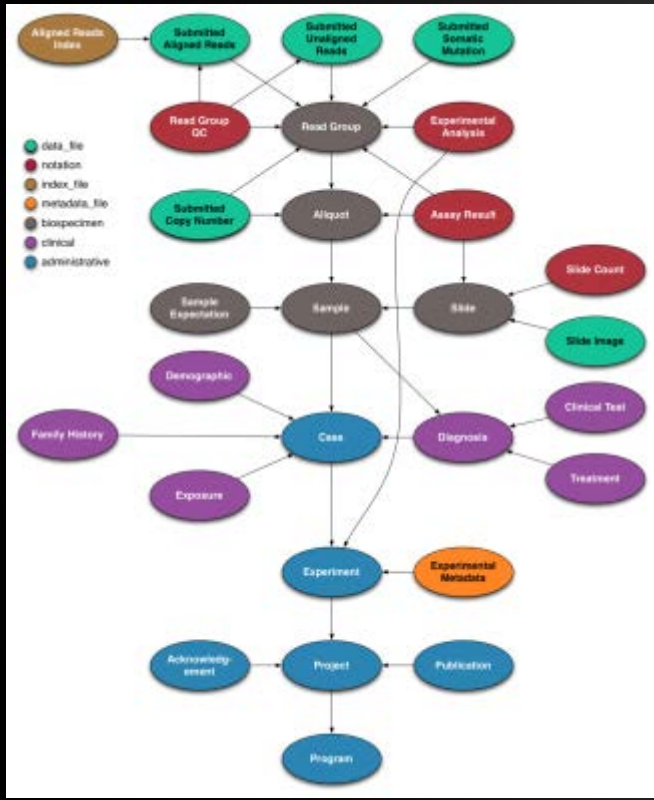 Aligned Reads
Index
Submitted
Aligned Reads
Submitted
Unaligned
Reads
Submitted
Somatic
Mutation
Read Group
QC
Read Group
Experimental
Analysis
data_file
notation
index_file
metadata_file
biospecimen
clinical
administrative
Submitted
Copy Number
Aliquot
Assay Result
Slide Count
Sample
Expectation
Sample
Slide
Slide Image
Demographic
Clinical Test
Family History
Case
Diagnosis
Exposure
Treatment
Experiment
Experimental
Metadata
Acknowledg-
ement
Project
Publication
Program